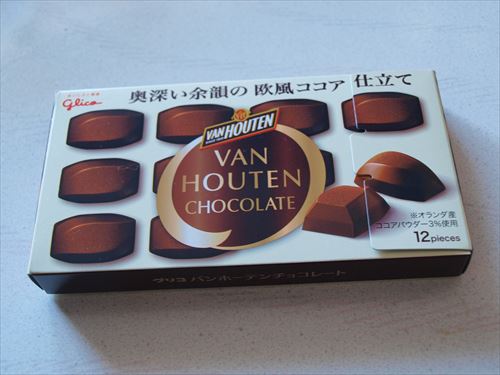 Glico
奥深い余韻の 欧風ココア 仕立て
VAN HOUTEN
VAN
HOUTEN
CHOCOLATE
※オランダ産
ココアパウダー3%使用
12pieces
グリコ バンホーテンチョコレート